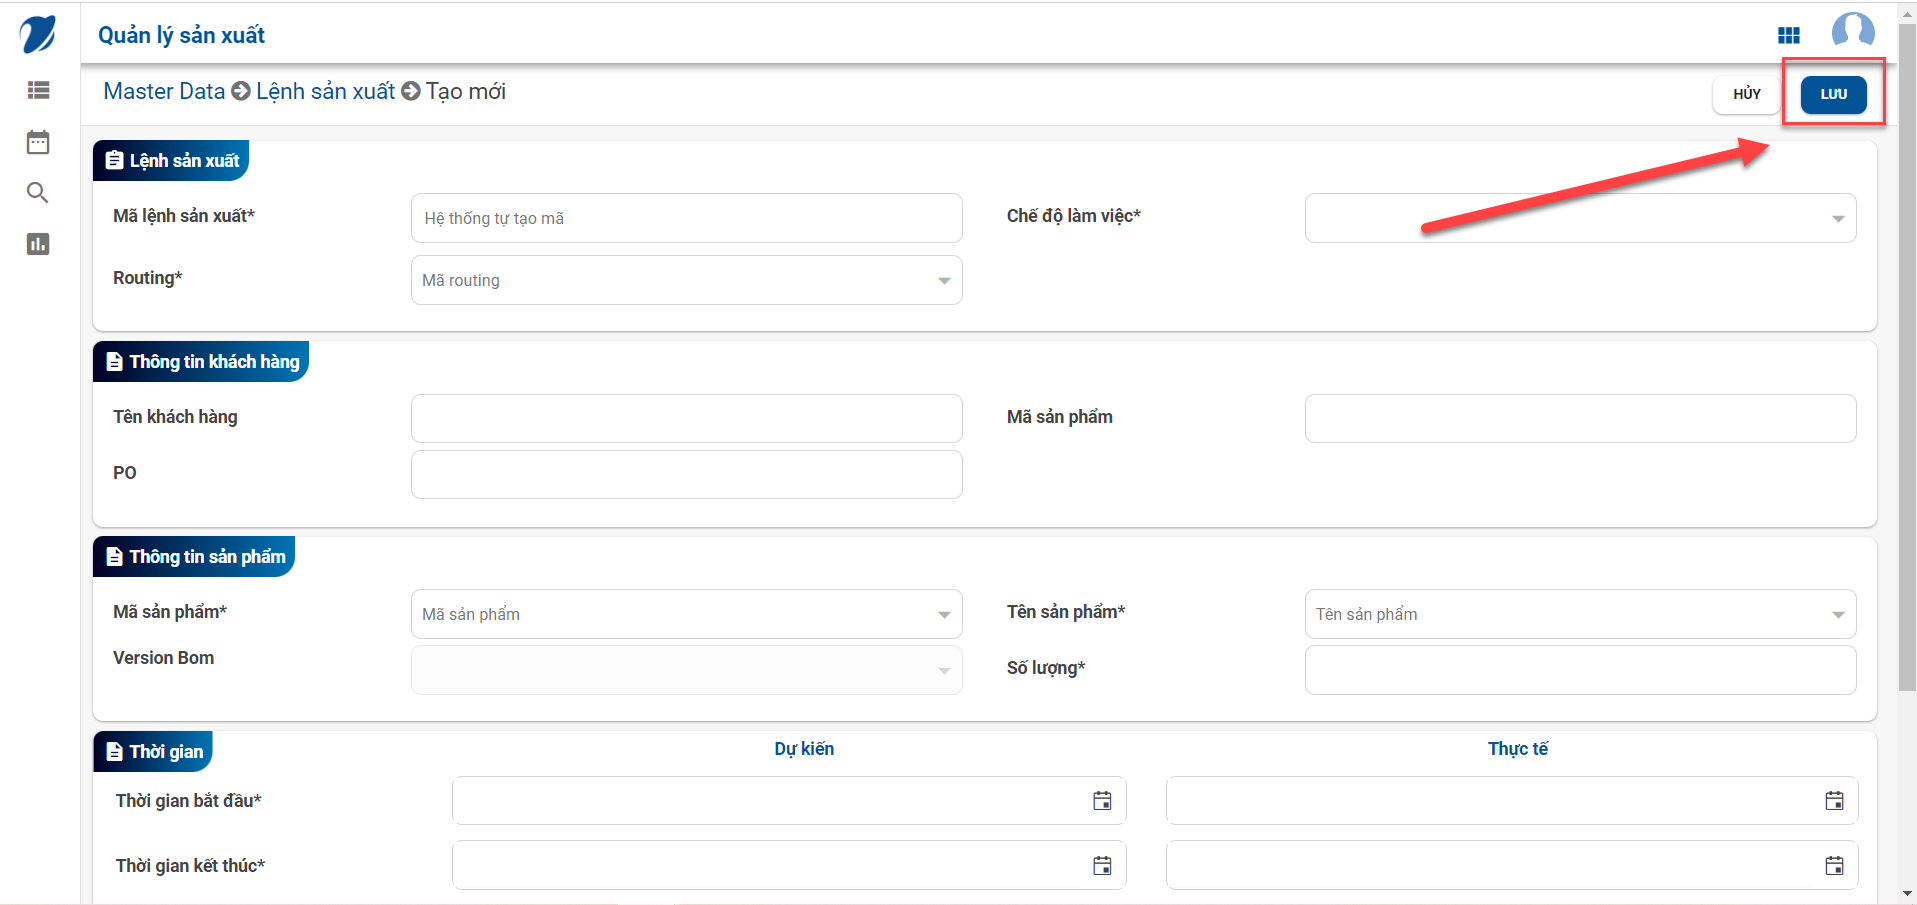 Quản lý sản xuất
Master Data Lệnh sản xuất Tạo mới
HỦY LƯU
Lệnh sản xuất
Mã lệnh sản xuất* Hệ thống tự tạo mã Chế độ làm việc*
Routing* Mã routing
Thông tin khách hàng
Tên khách hàng Mã sản phẩm
PO
Thông tin sản phẩm
Mã sản phẩm* Mã sản phẩm Tên sản phẩm* Tên sản phẩm
Version Bom Số lượng*
Thời gian Dự kiến Thực tế
Thời gian bắt đầu*
Thời gian kết thúc*